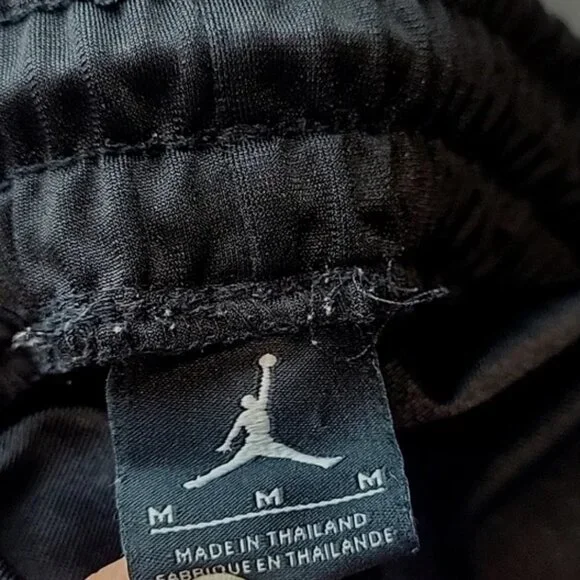 M M M
MADE IN THAILAND
FABRIQUE EN THAILANDE